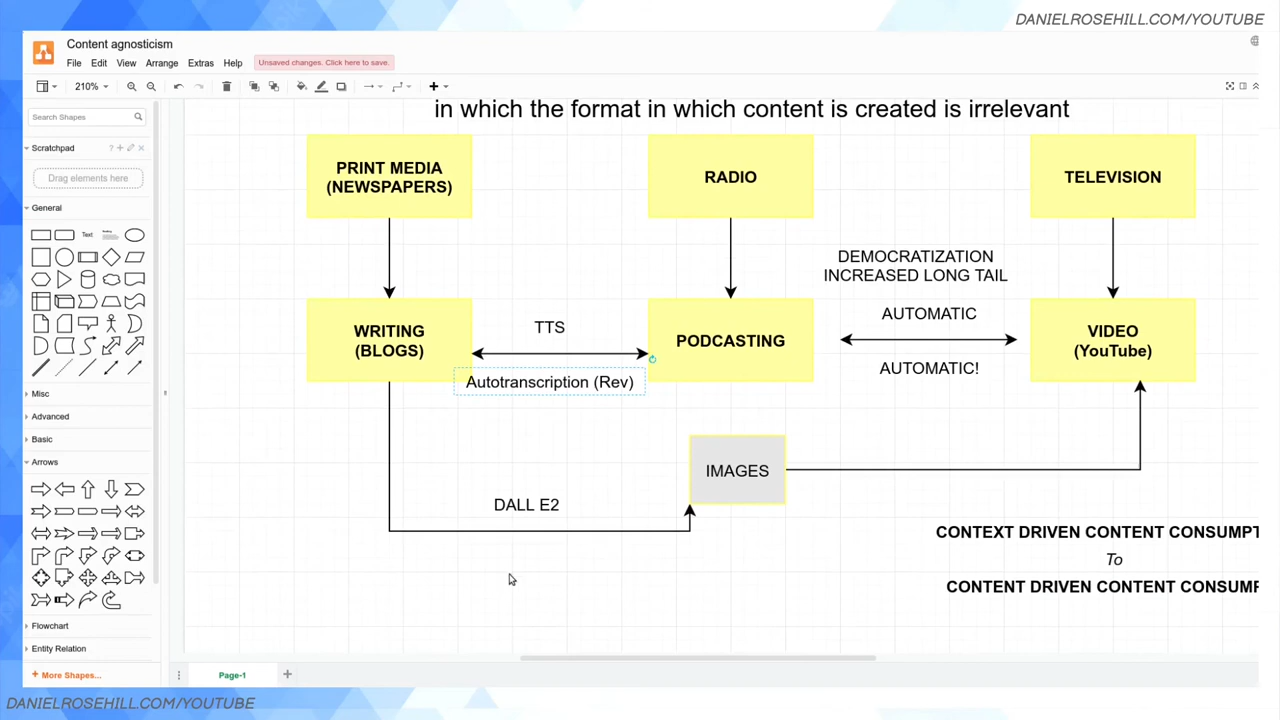 DANIELROSEHILL.COM/YOUTUBE
Content agnosticism
File Edit View Arrange Extras Help Unsaved changes. Click here to save.
210%
Search Shapes
in which the format in which content is created is irrelevant
Scratchpad
Drag elements here
General
Text
Heading
Misc
Advanced
Basic
Arrows
Flowchart
Entity Relation
+ More Shapes...
PRINT MEDIA
(NEWSPAPERS)
RADIO
TELEVISION
DEMOCRATIZATION
INCREASED LONG TAIL
WRITING
(BLOGS)
TTS
Autotranscription (Rev)
PODCASTING
AUTOMATIC
AUTOMATIC!
VIDEO
(YouTube)
IMAGES
DALL E2
CONTEXT DRIVEN CONTENT CONSUMPT
To
CONTENT DRIVEN CONTENT CONSUMP
Page-1
DANIELROSEHILL.COM/YOUTUBE